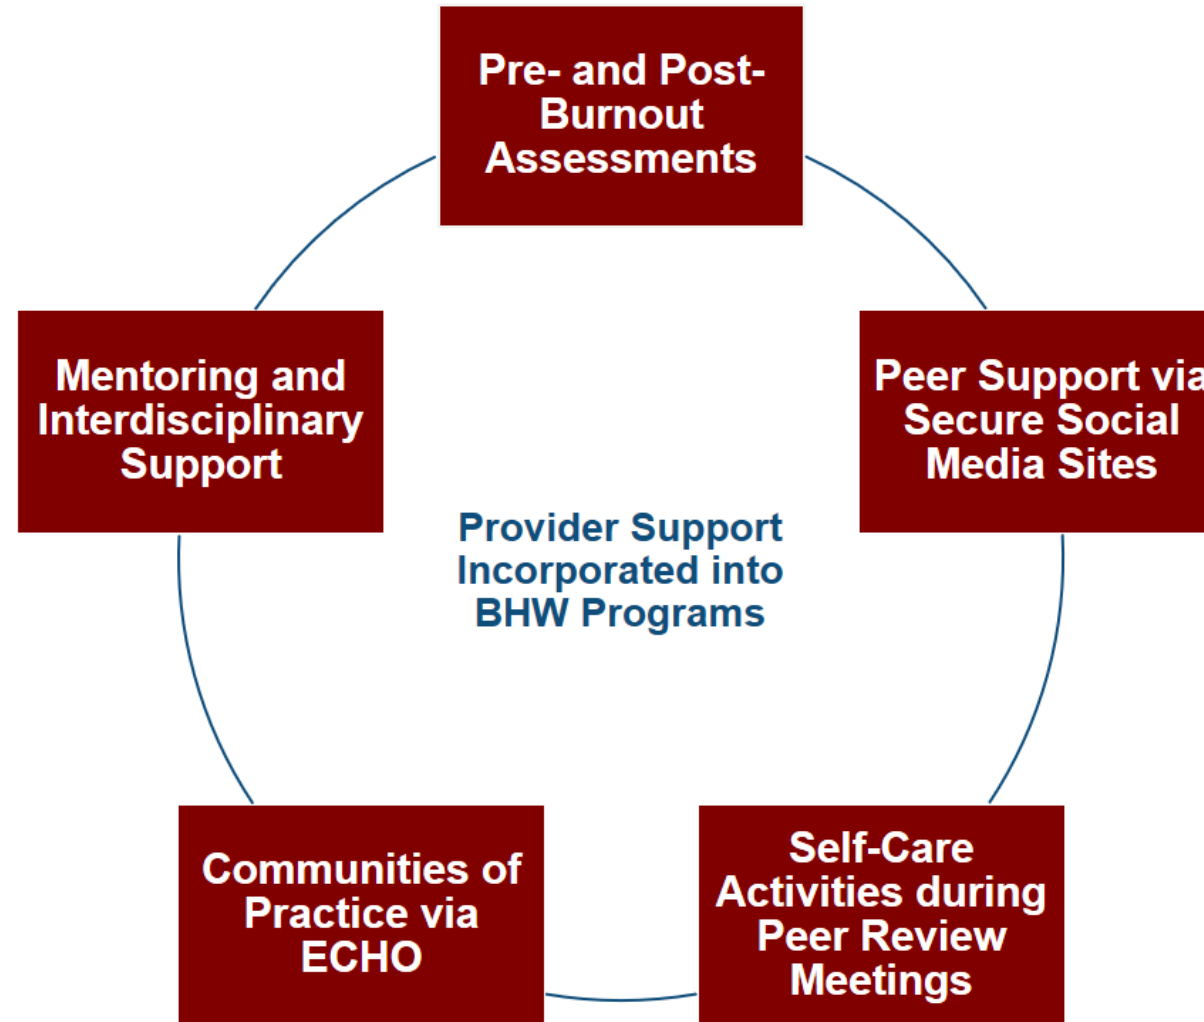 Pre- and Post-
Burnout
Assessments
Mentoring and
Interdisciplinary
Support
Peer Support via
Secure Social
Media Sites
Provider Support
Incorporated into
BHW Programs
Communities of
Practice via
ECHO
Self-Care
Activities during
Peer Review
Meetings